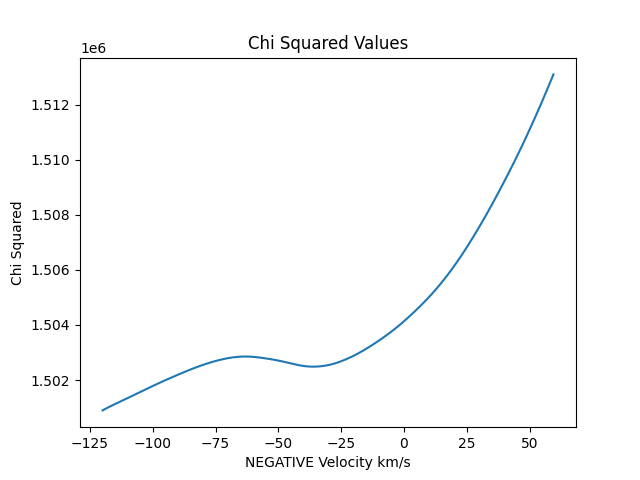 Chi Squared Values
1e6
1.512
1.510
1.508
1.506
1.504
1.502
Chi Squared
−125 −100 −75 −50 −25 0 25 50
NEGATIVE Velocity km/s